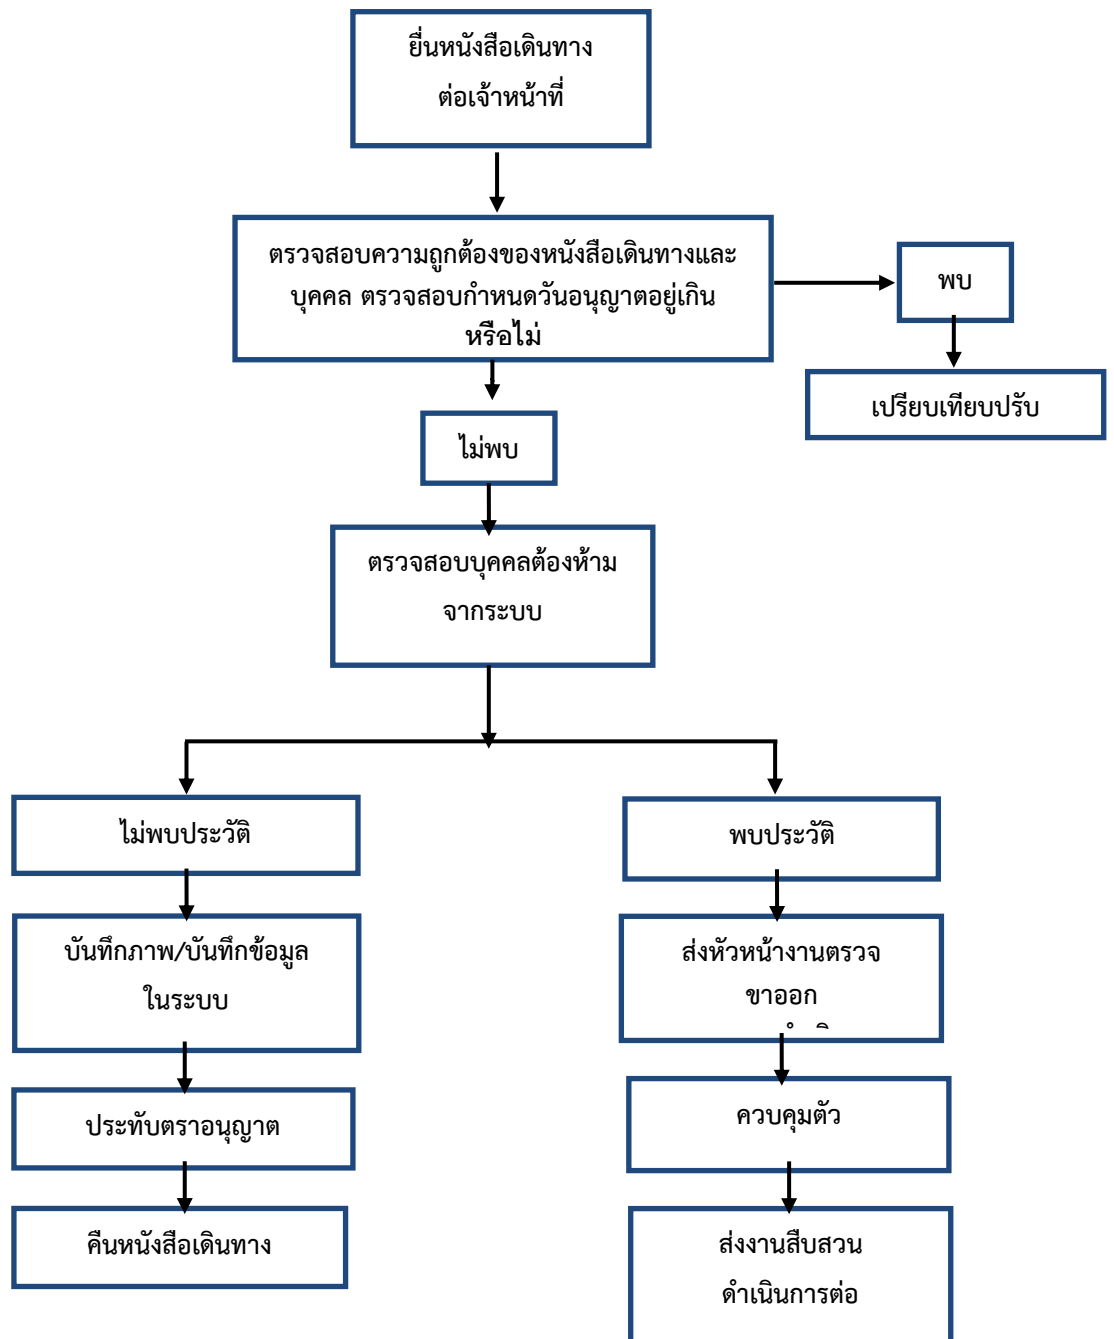 ยื่นหนังสือเดินทาง
ต่อเจ้าหน้าที่
ตรวจสอบความถูกต้องของหนังสือเดินทางและ
บุคคล ตรวจสอบกำหนดวันอนุญาตอยู่เกิน
หรือไม่
พบ
เปรียบเทียบปรับ
ไม่พบ
ตรวจสอบบุคคลต้องห้าม
จากระบบ
ไม่พบประวัติ
พบประวัติ
บันทึกภาพ/บันทึกข้อมูล
ในระบบ
ส่งหัวหน้างานตรวจ
ขาออก
ประทับตราอนุญาต
ควบคุมตัว
คืนหนังสือเดินทาง
ส่งงานสืบสวน
ดำเนินการต่อ